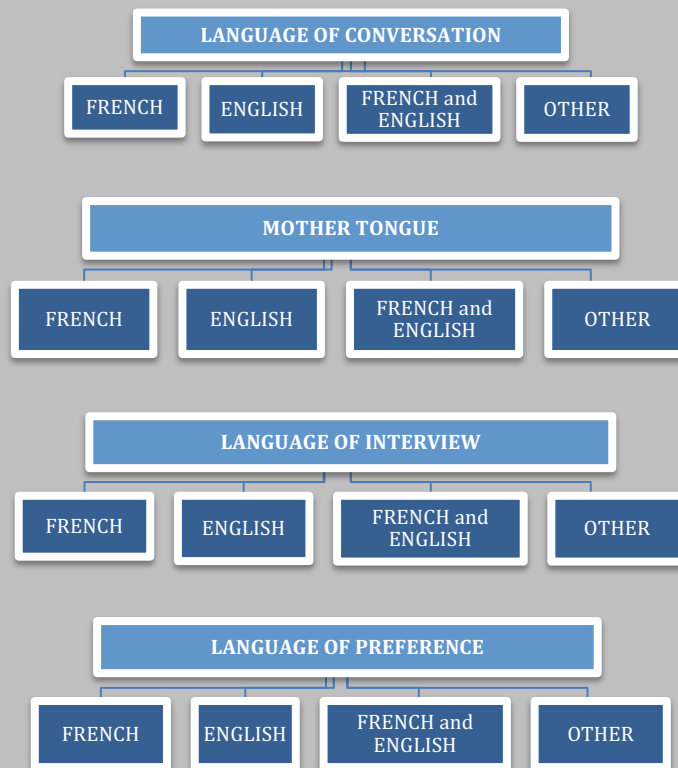 LANGUAGE OF CONVERSATION
FRENCH
ENGLISH
FRENCH and
ENGLISH
OTHER
MOTHER TONGUE
FRENCH
ENGLISH
FRENCH and
ENGLISH
OTHER
LANGUAGE OF INTERVIEW
FRENCH
ENGLISH
FRENCH and
ENGLISH
OTHER
LANGUAGE OF PREFERENCE
FRENCH
ENGLISH
FRENCH and
ENGLISH
OTHER